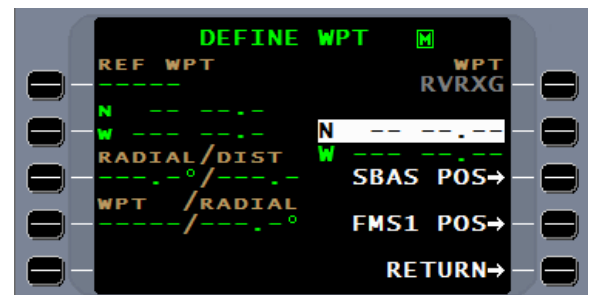 DEFINE WPT M
REF WPT WPT
----- RVRXG
N -- --.-
W --- --.- N -- --.--
RADIAL/DIST W --- --.--
---.-°/---.- SBAS POS→
WPT /RADIAL
-----/---.-° FMS1 POS→
RETURN→